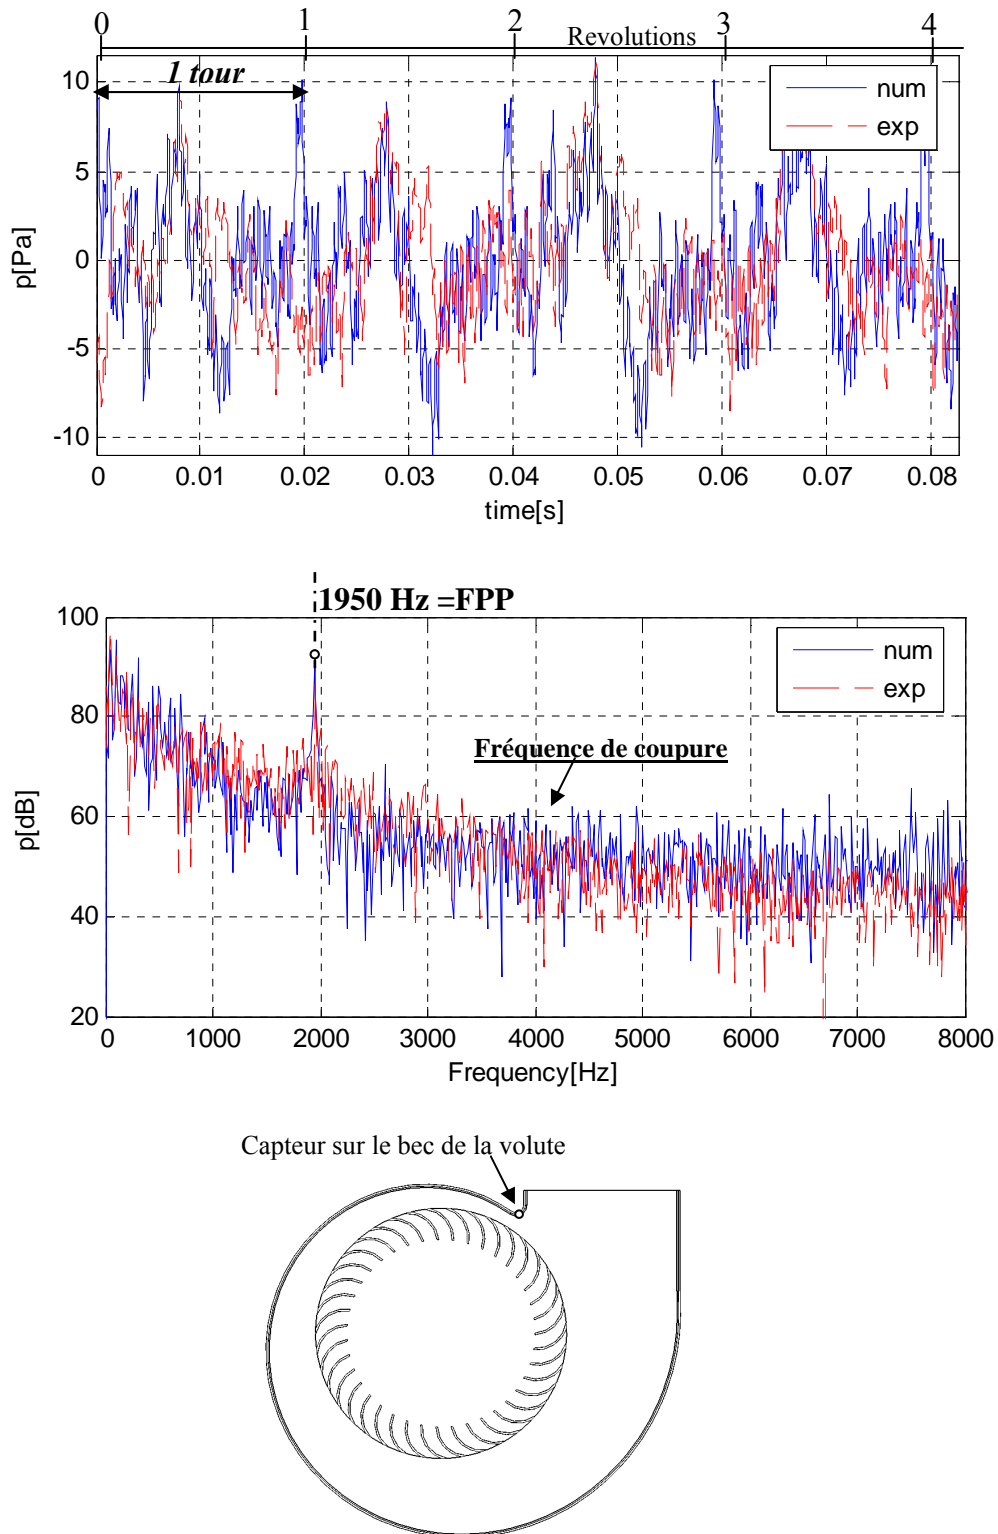 0 1 2 3 4
Revolutions
1 tour
num
exp
10
5
0
-5
-10
p[Pa]
0 0.01 0.02 0.03 0.04 0.05 0.06 0.07 0.08
time[s]
1950 Hz =FPP
100
80
60
40
20
p[dB]
num
exp
Fréquence de coupure
0 1000 2000 3000 4000 5000 6000 7000 8000
Frequency[Hz]
Capteur sur le bec de la volute